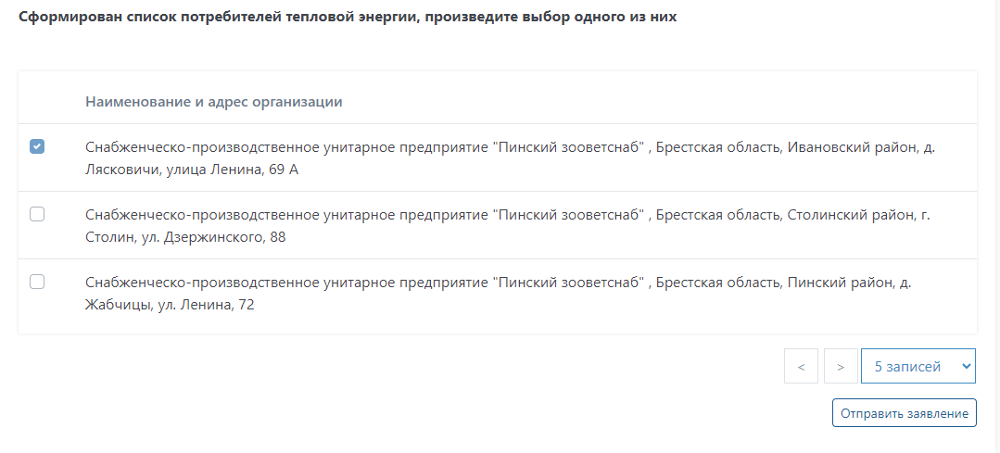 Сформирован список потребителей тепловой энергии, произведите выбор одного из них
Наименование и адрес организации
Снабженческо-производственное унитарное предприятие "Пинский зооветснаб" , Брестская область, Ивановский район, д.
Лясковичи, улица Ленина, 69 А
Снабженческо-производственное унитарное предприятие "Пинский зооветснаб" , Брестская область, Столинский район, г.
Столин, ул. Дзержинского, 88
Снабженческо-производственное унитарное предприятие "Пинский зооветснаб" , Брестская область, Пинский район, д.
Жабчицы, ул. Ленина, 72
< > 5 записей
Отправить заявление